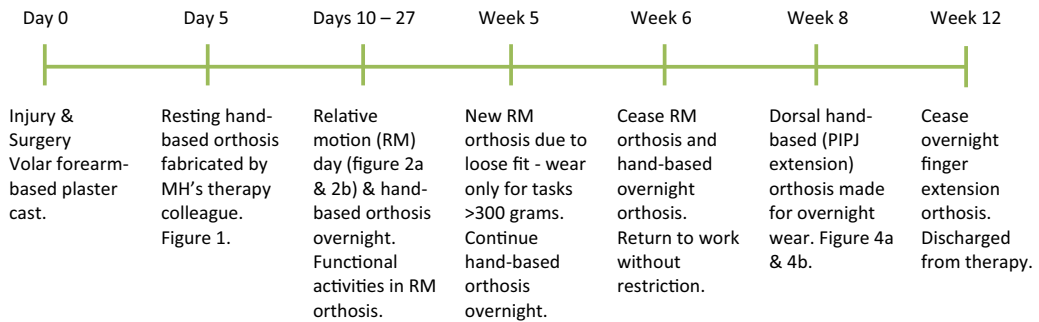 Day 0
Day 5
Days 10 – 27
Week 5
Week 6
Week 8
Week 12
Injury &
Surgery
Volar forearm-
based plaster
cast.
Resting hand-
based orthosis
fabricated by
MH's therapy
colleague.
Figure 1.
Relative
motion (RM)
day (figure 2a
& 2b) & hand-
based orthosis
overnight.
Functional
activities in RM
orthosis.
New RM
orthosis due to
loose fit - wear
only for tasks
>300 grams.
Continue
hand-based
orthosis
overnight.
Cease RM
orthosis and
hand-based
overnight
orthosis.
Return to work
without
restriction.
Dorsal hand-
based (PIPJ
extension)
orthosis made
for overnight
wear. Figure 4a
& 4b.
Cease
overnight
finger
extension
orthosis.
Discharged
from therapy.